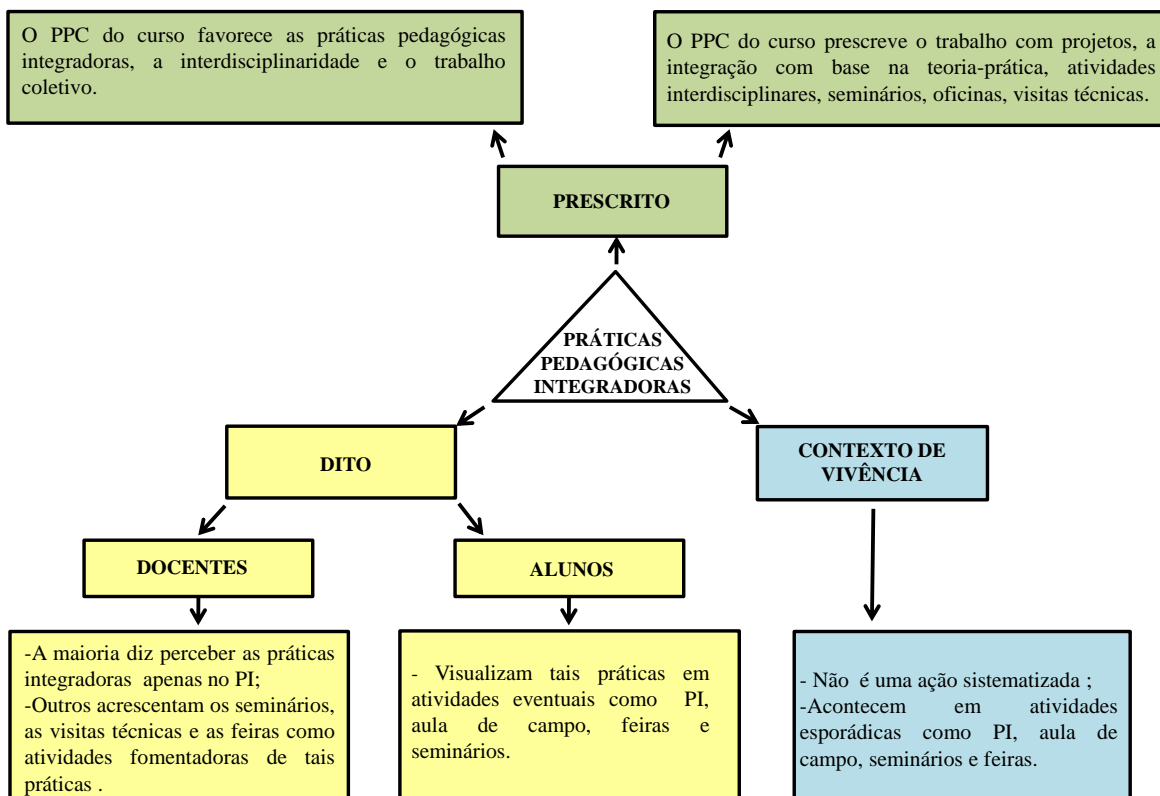 O PPC do curso favorece as práticas pedagógicas
integradoras, a interdisciplinaridade e o trabalho
coletivo.
O PPC do curso prescreve o trabalho com projetos, a
integração com base na teoria-prática, atividades
interdisciplinares, seminários, oficinas, visitas técnicas.
PRESCRITO
PRÁTICAS
PEDAGÓGICAS
INTEGRADORAS
DITO
CONTEXTO DE
VIVÊNCIA
DOCENTES
ALUNOS
-A maioria diz perceber as práticas
integradoras apenas no PI;
-Outros acrescentam os seminários,
as visitas técnicas e as feiras como
atividades fomentadoras de tais
práticas .
- Visualizam tais práticas em
atividades eventuais como PI,
aula de campo, feiras e
seminários.
- Não é uma ação sistematizada ;
-Acontecem em atividades
esporádicas como PI, aula de
campo, seminários e feiras.